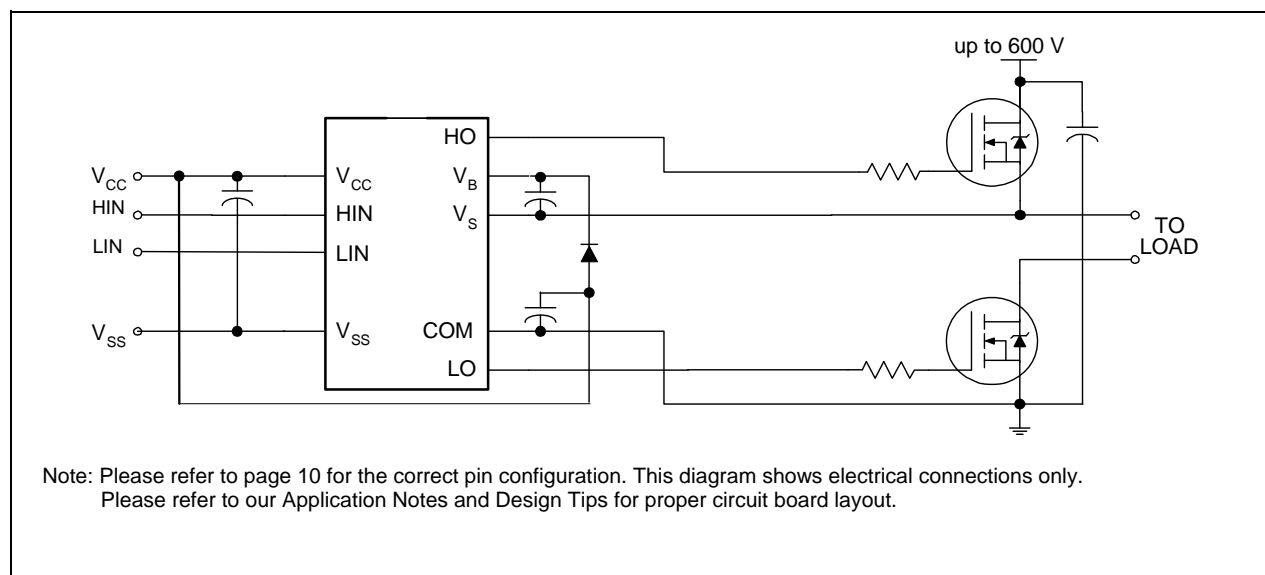 up to 600 V
HO
VCC
VCC
VB
HIN
HIN
VS
TO
LOAD
LIN
LIN
VSS
VSS
COM
LO
Note: Please refer to page 10 for the correct pin configuration. This diagram shows electrical connections only.
Please refer to our Application Notes and Design Tips for proper circuit board layout.